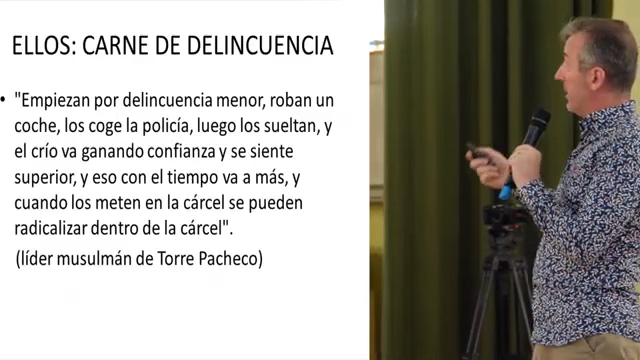 ELLOS: CARNE DE DELINCUENCIA
• "Empiezan por delincuencia menor, roban un
coche, los coge la policía, luego los sueltan, y
el crío va ganando confianza y se siente
superior, y eso con el tiempo va a más, y
cuando los meten en la cárcel se pueden
radicalizar dentro de la cárcel".
(líder musulmán de Torre Pacheco)